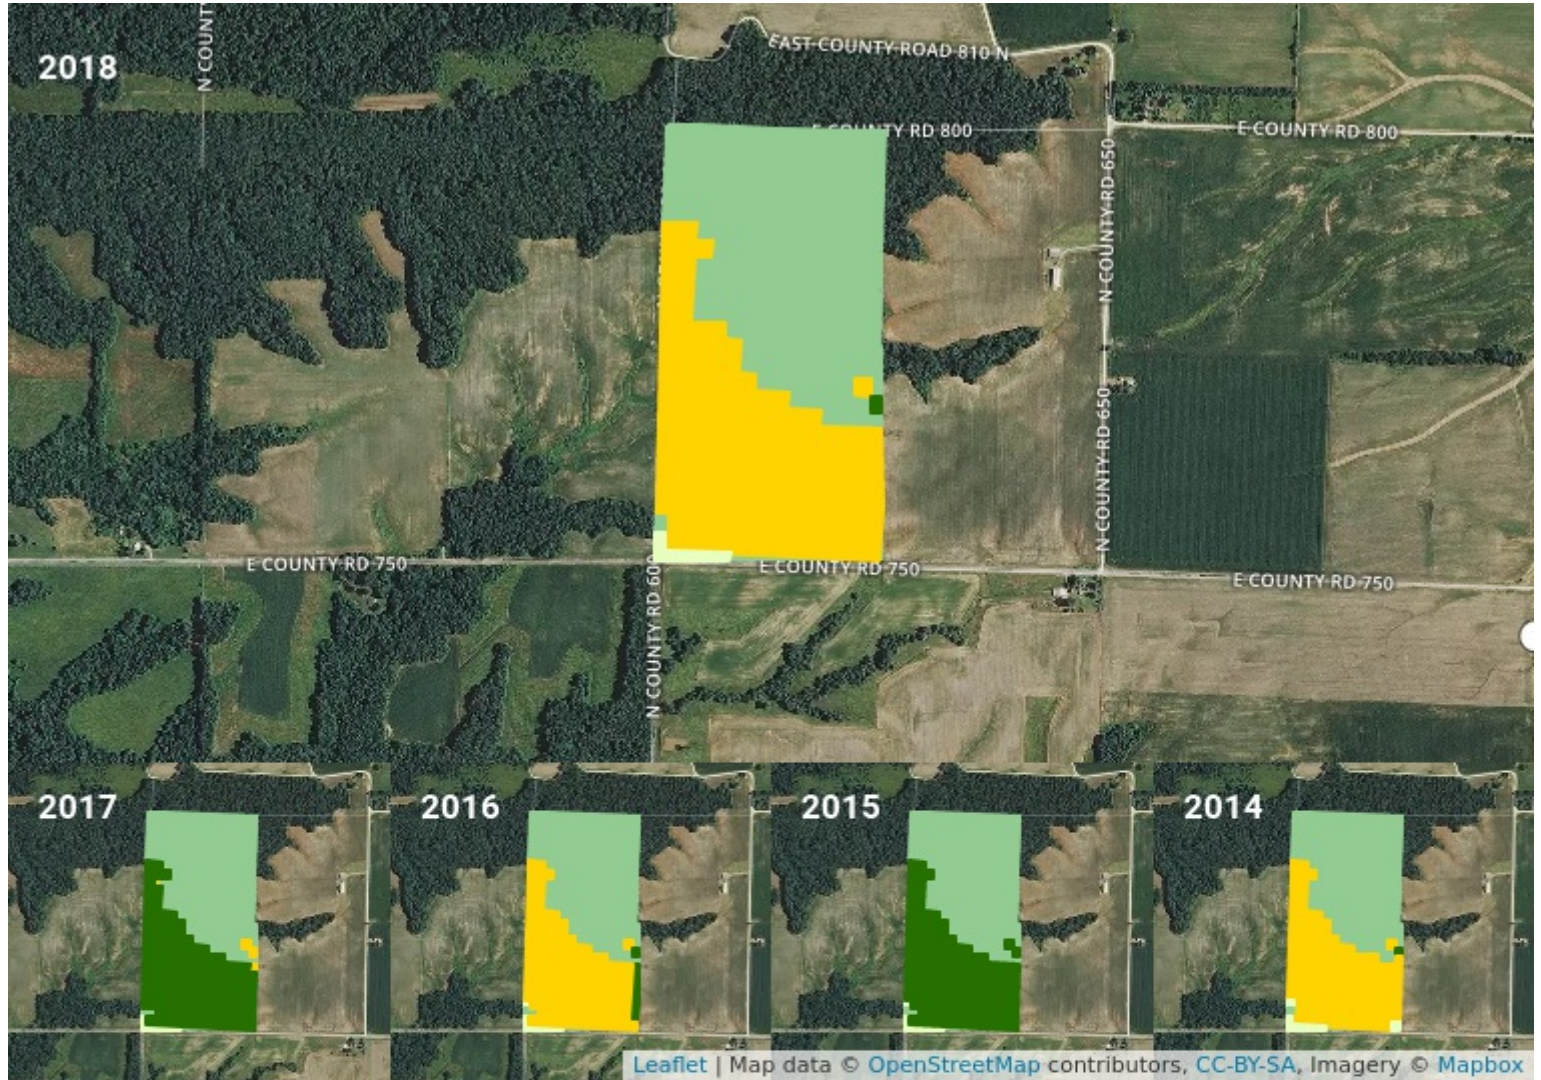 N COUNTY
2018
EAST COUNTY ROAD 810 N
E COUNTY RD 800
E COUNTY RD 800
N COUNTY RD 650
N COUNTY RD 650
E COUNTY RD 750
E COUNTY RD 750
E COUNTY RD 750
N COUNTY RD 600
2017
2016
2015
2014
Leaflet | Map data © OpenStreetMap contributors, CC-BY-SA, Imagery © Mapbox